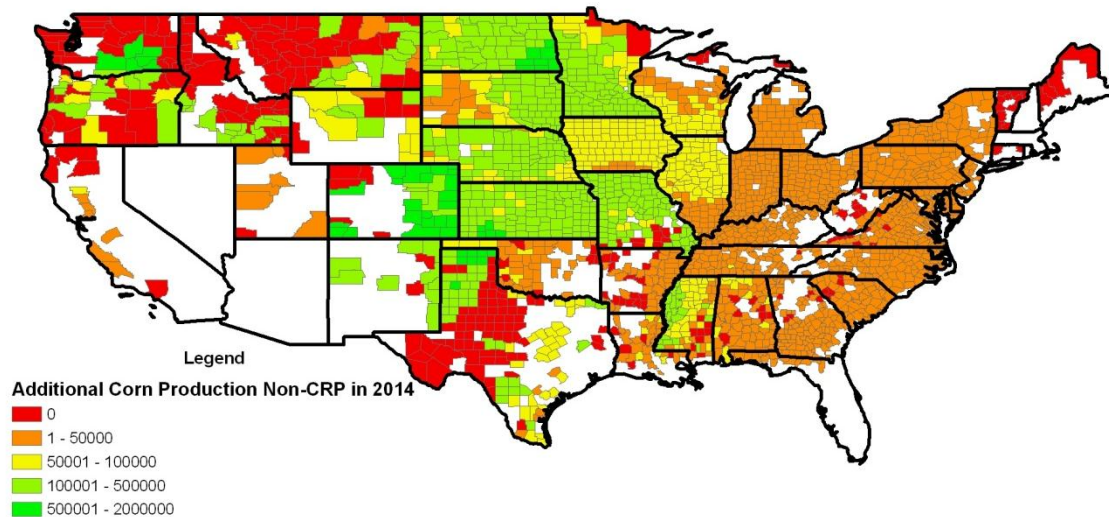 Legend
Additional Corn Production Non-CRP in 2014
0
1 - 50000
50001 - 100000
100001 - 500000
500001 - 2000000